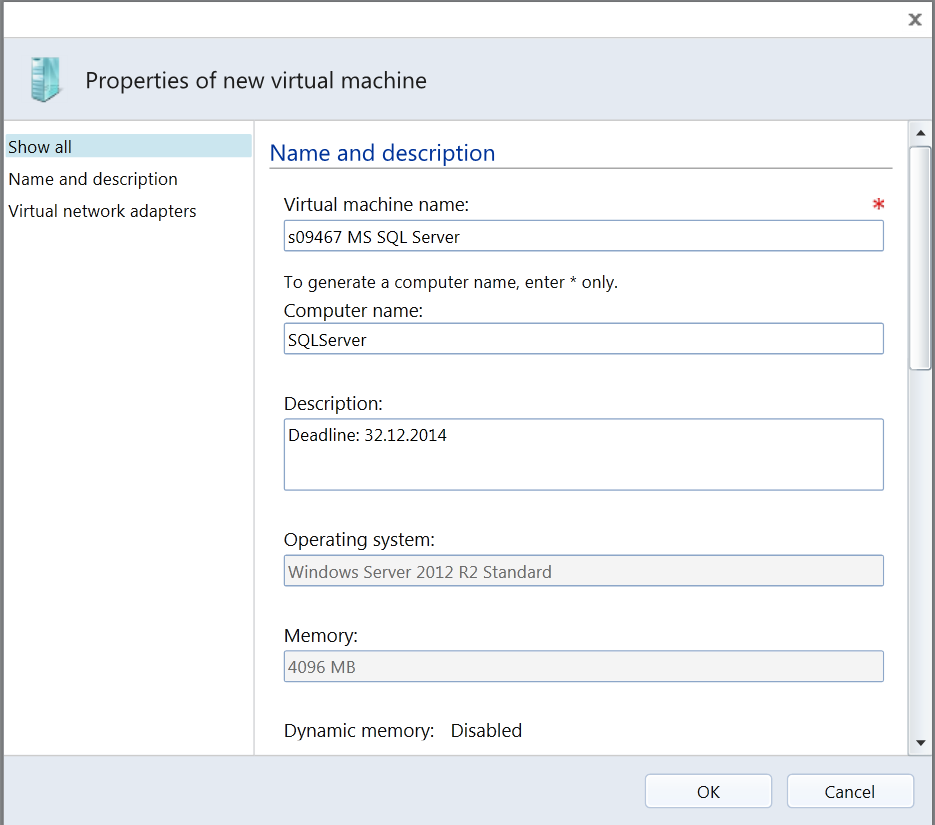 Properties of new virtual machine
Show all
Name and description
Virtual network adapters
Name and description
Virtual machine name:
*
s09467 MS SQL Server
To generate a computer name, enter * only.
Computer name:
SQLServer
Description:
Deadline: 32.12.2014
Operating system:
Windows Server 2012 R2 Standard
Memory:
4096 MB
Dynamic memory: Disabled
OK Cancel